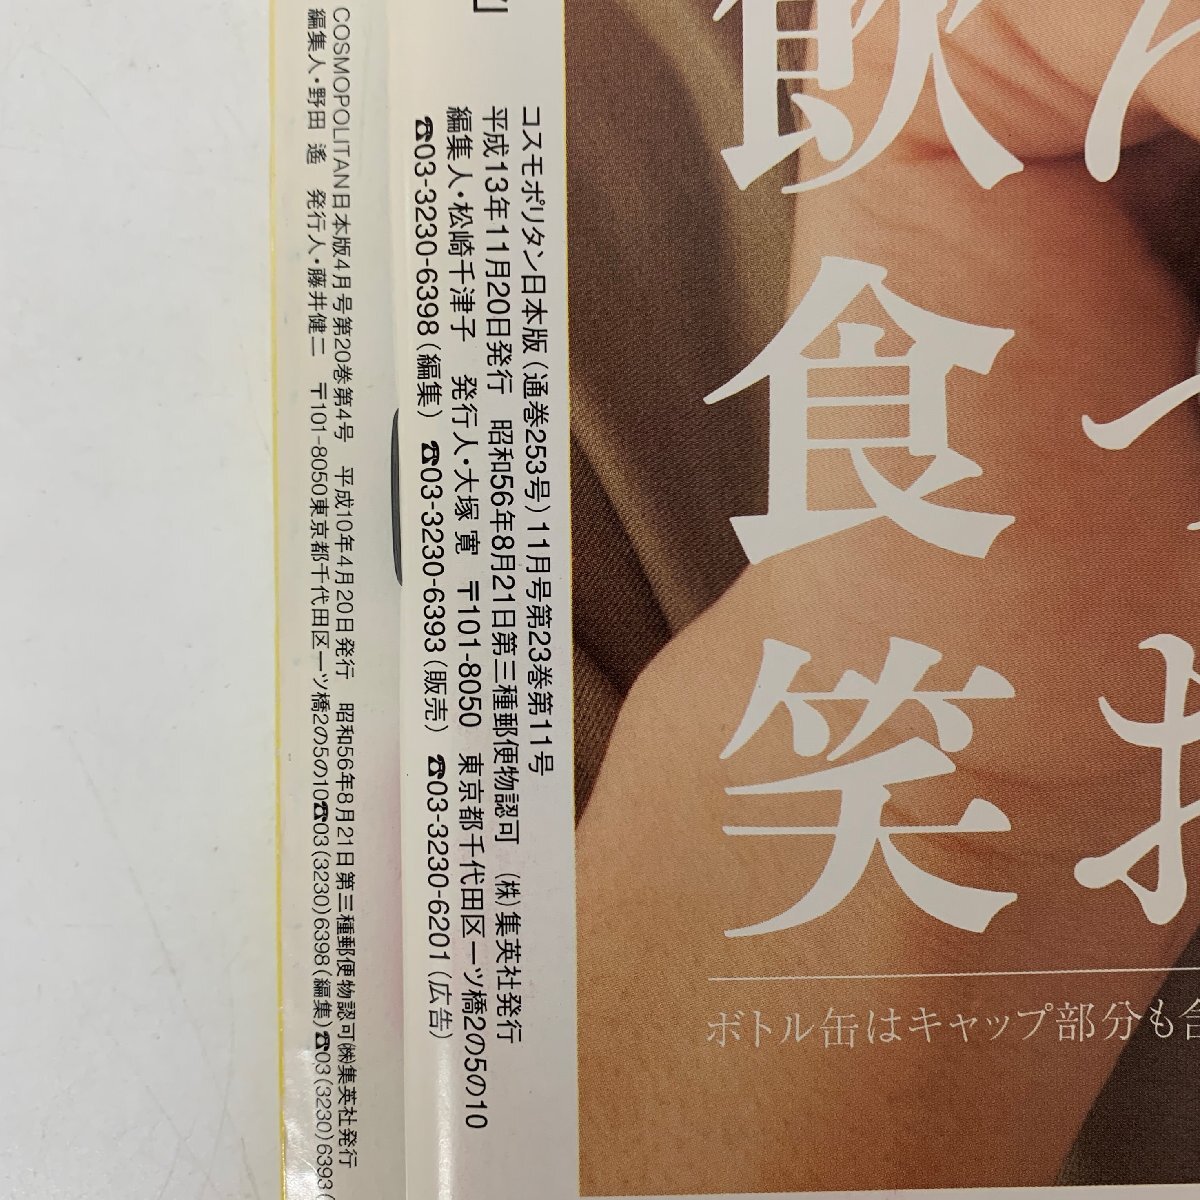 コスモポリタン日本版(通巻253号)11月号第23巻第11号
平成13年11月20日発行　昭和56年8月21日第三種郵便物認可　(株)集英社発行
編集人・松崎千津子　発行人・大塚 寛　〒101-8050　東京都千代田区一ツ橋2の5の10
☎03-3230-6398(編集)　☎03-3230-6393(販売)　☎03-3230-6201(広告)
COSMOPOLITAN日本版4月号第20巻第4号　平成10年4月20日発行　昭和56年8月21日第三種郵便物認可㈱集英社発行
編集人・野田 遙　発行人・藤井健二　〒101-8050東京都千代田区一ツ橋2の5の10☎03(3230)6398(編集)☎03(3230)6393(
飲
食
笑
ボトル缶はキャップ部分も